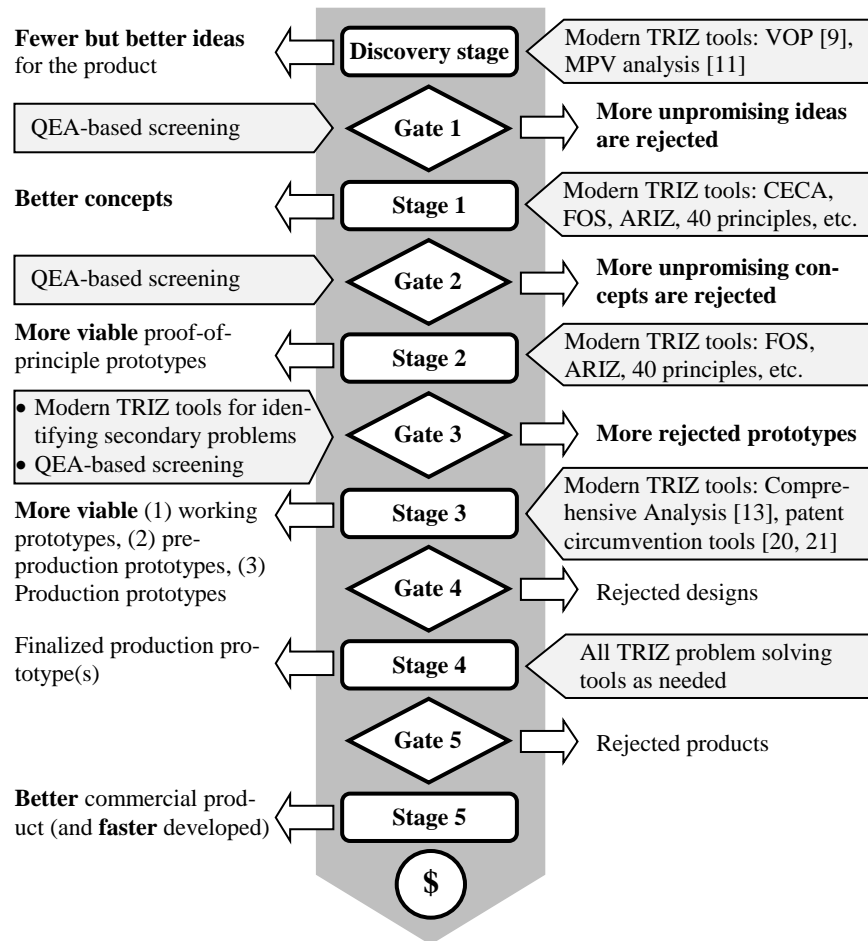 Fewer but better ideas
for the product
Discovery stage
Modern TRIZ tools: VOP [9],
MPV analysis [11]
QEA-based screening
Gate 1
More unpromising ideas
are rejected
Better concepts
Stage 1
Modern TRIZ tools: CECA,
FOS, ARIZ, 40 principles, etc.
QEA-based screening
Gate 2
More unpromising con-
cepts are rejected
More viable proof-of-
principle prototypes
Stage 2
Modern TRIZ tools: FOS,
ARIZ, 40 principles, etc.
• Modern TRIZ tools for iden-
tifying secondary problems
• QEA-based screening
Gate 3
More rejected prototypes
More viable (1) working
prototypes, (2) pre-
production prototypes, (3)
Production prototypes
Stage 3
Modern TRIZ tools: Compre-
hensive Analysis [13], patent
circumvention tools [20, 21]
Gate 4
Rejected designs
Finalized production pro-
totype(s)
Stage 4
All TRIZ problem solving
tools as needed
Gate 5
Rejected products
Better commercial prod-
uct (and faster developed)
Stage 5
$